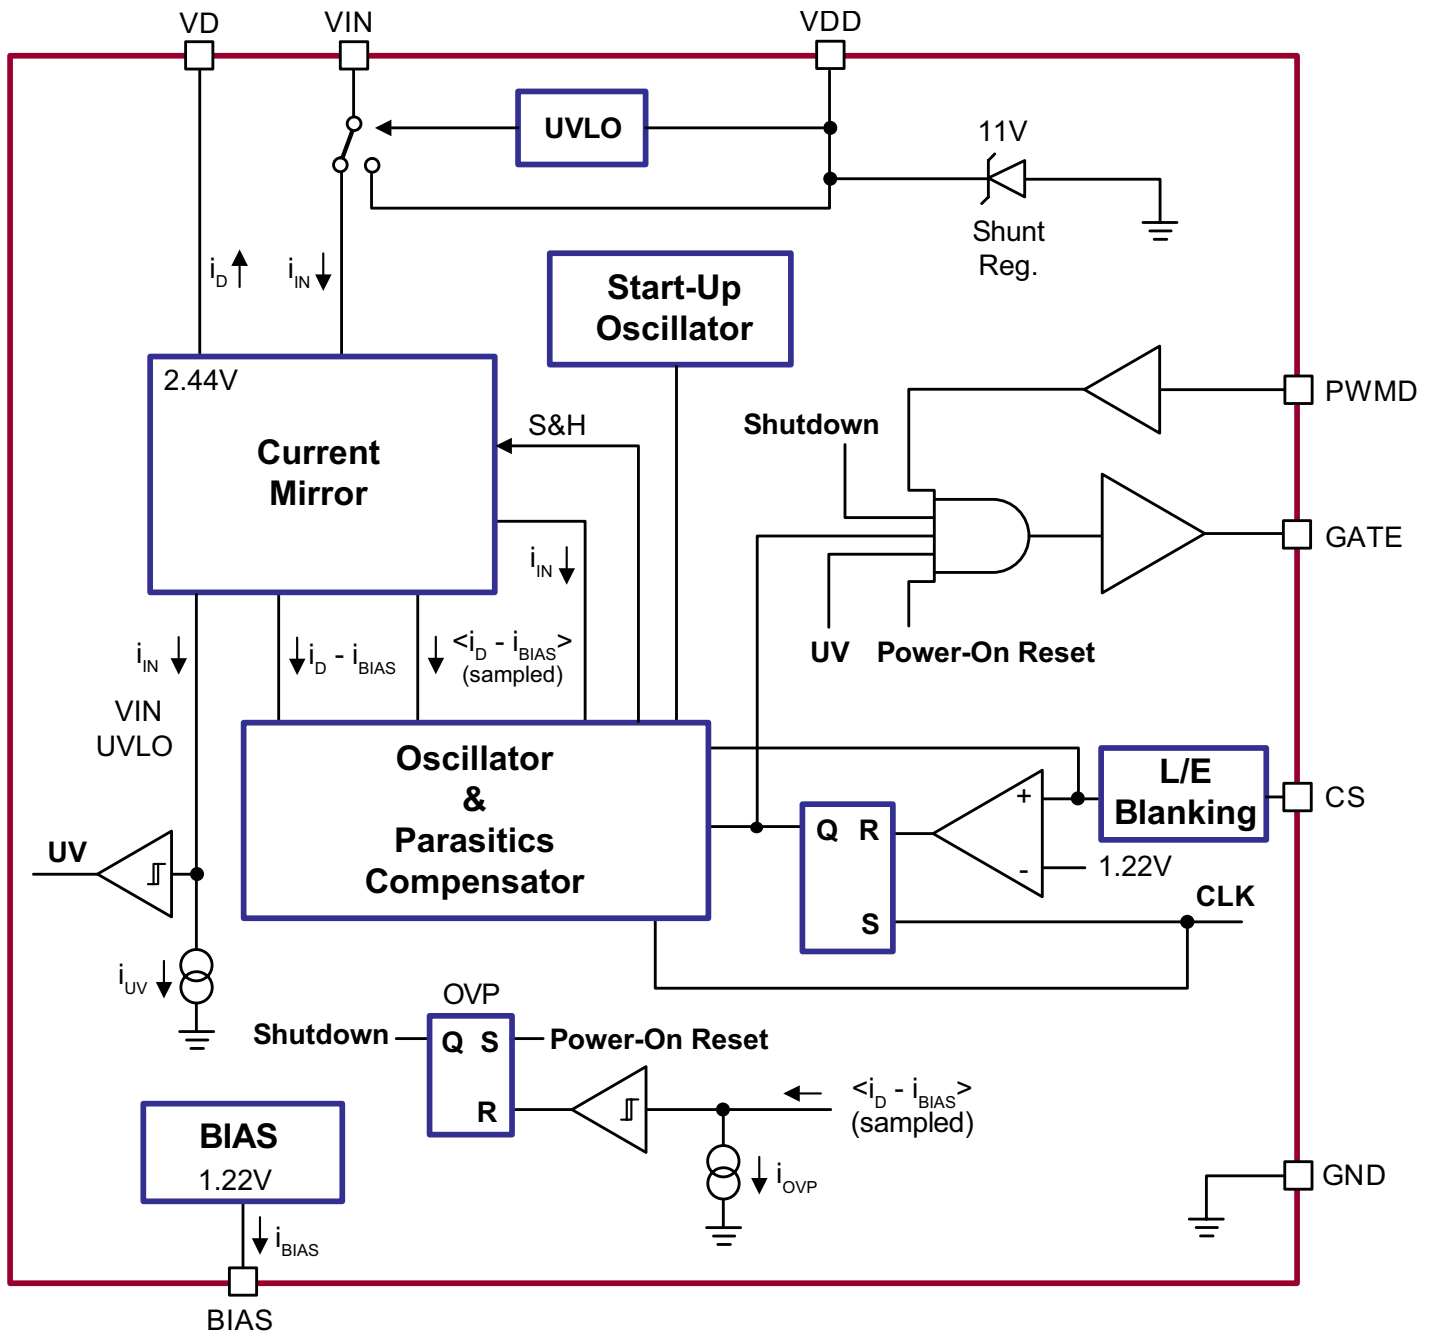 VD
VIN
VDD
UVLO
11V
Shunt
Reg.
iD
iIN
Start-Up
Oscillator
2.44V
Current
Mirror
S&H
PWMD
Shutdown
GATE
iIN
UV
Power-On Reset
iIN
iD - iBIAS
<iD - iBIAS>
(sampled)
VIN
UVLO
Oscillator
&
Parasitics
Compensator
L/E
Blanking
CS
+
-
1.22V
Q
R
S
CLK
UV
iUV
OVP
Shutdown
Q
S
R
Power-On Reset
<iD - iBIAS>
(sampled)
iOVP
BIAS
1.22V
iBIAS
GND
BIAS